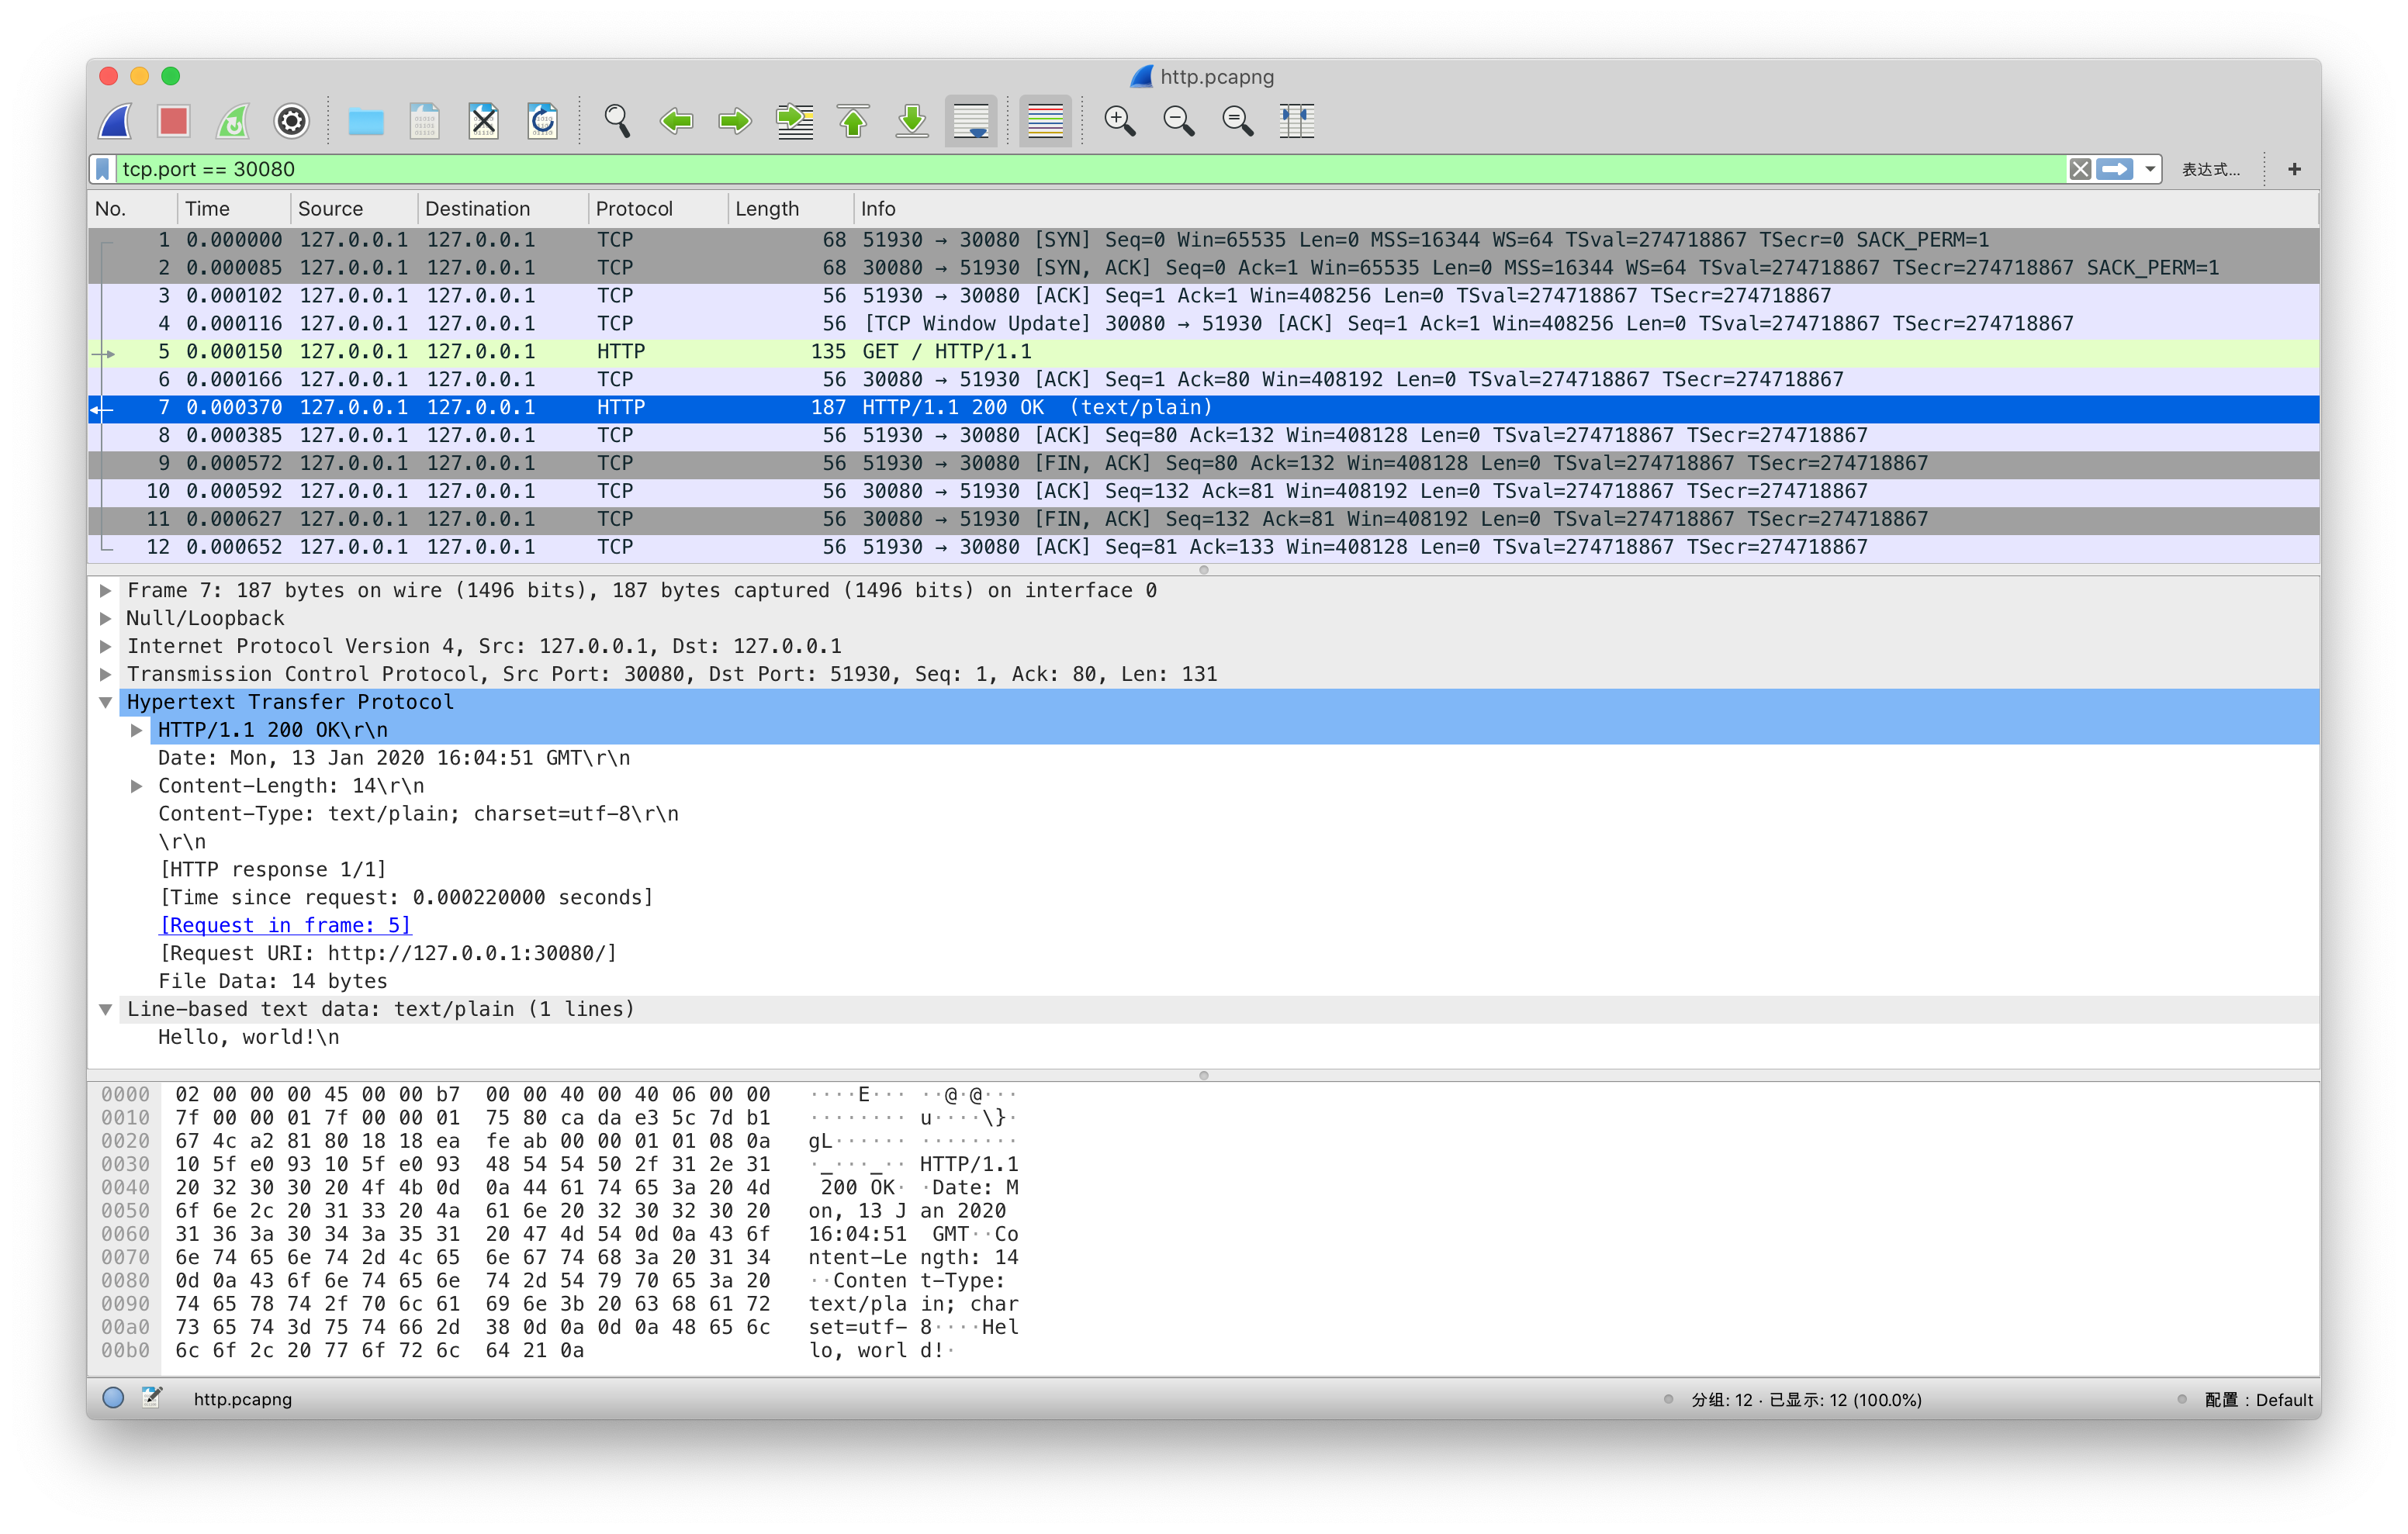 http.pcapng
tcp.port == 30080
表达式...
+
No. Time Source Destination Protocol Length Info
1 0.000000 127.0.0.1 127.0.0.1 TCP 68 51930 → 30080 [SYN] Seq=0 Win=65535 Len=0 MSS=16344 WS=64 TSval=274718867 TSecr=0 SACK_PERM=1
2 0.000085 127.0.0.1 127.0.0.1 TCP 68 30080 → 51930 [SYN, ACK] Seq=0 Ack=1 Win=65535 Len=0 MSS=16344 WS=64 TSval=274718867 TSecr=274718867 SACK_PERM=1
3 0.000102 127.0.0.1 127.0.0.1 TCP 56 51930 → 30080 [ACK] Seq=1 Ack=1 Win=408256 Len=0 TSval=274718867 TSecr=274718867
4 0.000116 127.0.0.1 127.0.0.1 TCP 56 [TCP Window Update] 30080 → 51930 [ACK] Seq=1 Ack=1 Win=408256 Len=0 TSval=274718867 TSecr=274718867
5 0.000150 127.0.0.1 127.0.0.1 HTTP 135 GET / HTTP/1.1
6 0.000166 127.0.0.1 127.0.0.1 TCP 56 30080 → 51930 [ACK] Seq=1 Ack=80 Win=408192 Len=0 TSval=274718867 TSecr=274718867
7 0.000370 127.0.0.1 127.0.0.1 HTTP 187 HTTP/1.1 200 OK  (text/plain)
8 0.000385 127.0.0.1 127.0.0.1 TCP 56 51930 → 30080 [ACK] Seq=80 Ack=132 Win=408128 Len=0 TSval=274718867 TSecr=274718867
9 0.000572 127.0.0.1 127.0.0.1 TCP 56 51930 → 30080 [FIN, ACK] Seq=80 Ack=132 Win=408128 Len=0 TSval=274718867 TSecr=274718867
10 0.000592 127.0.0.1 127.0.0.1 TCP 56 30080 → 51930 [ACK] Seq=132 Ack=81 Win=408192 Len=0 TSval=274718867 TSecr=274718867
11 0.000627 127.0.0.1 127.0.0.1 TCP 56 30080 → 51930 [FIN, ACK] Seq=132 Ack=81 Win=408192 Len=0 TSval=274718867 TSecr=274718867
12 0.000652 127.0.0.1 127.0.0.1 TCP 56 51930 → 30080 [ACK] Seq=81 Ack=133 Win=408128 Len=0 TSval=274718867 TSecr=274718867
Frame 7: 187 bytes on wire (1496 bits), 187 bytes captured (1496 bits) on interface 0
Null/Loopback
Internet Protocol Version 4, Src: 127.0.0.1, Dst: 127.0.0.1
Transmission Control Protocol, Src Port: 30080, Dst Port: 51930, Seq: 1, Ack: 80, Len: 131
Hypertext Transfer Protocol
HTTP/1.1 200 OK\r\n
Date: Mon, 13 Jan 2020 16:04:51 GMT\r\n
Content-Length: 14\r\n
Content-Type: text/plain; charset=utf-8\r\n
\r\n
[HTTP response 1/1]
[Time since request: 0.000220000 seconds]
[Request in frame: 5]
[Request URI: http://127.0.0.1:30080/]
File Data: 14 bytes
Line-based text data: text/plain (1 lines)
Hello, world!\n
0000 02 00 00 00 45 00 00 b7 00 00 40 00 40 06 00 00 ····E··· ··@·@···
0010 7f 00 00 01 7f 00 00 01 75 80 ca da e3 5c 7d b1 ········ u····\}·
0020 67 4c a2 81 80 18 18 ea fe ab 00 00 01 01 08 0a gL······ ········
0030 10 5f e0 93 10 5f e0 93 48 54 54 50 2f 31 2e 31 ·_···_·· HTTP/1.1
0040 20 32 30 30 20 4f 4b 0d 0a 44 61 74 65 3a 20 4d  200 OK· ·Date: M
0050 6f 6e 2c 20 31 33 20 4a 61 6e 20 32 30 32 30 20 on, 13 J an 2020
0060 31 36 3a 30 34 3a 35 31 20 47 4d 54 0d 0a 43 6f 16:04:51  GMT··Co
0070 6e 74 65 6e 74 2d 4c 65 6e 67 74 68 3a 20 31 34 ntent-Le ngth: 14
0080 0d 0a 43 6f 6e 74 65 6e 74 2d 54 79 70 65 3a 20 ··Conten t-Type:
0090 74 65 78 74 2f 70 6c 61 69 6e 3b 20 63 68 61 72 text/pla in; char
00a0 73 65 74 3d 75 74 66 2d 38 0d 0a 0d 0a 48 65 6c set=utf- 8····Hel
00b0 6c 6f 2c 20 77 6f 72 6c 64 21 0a lo, worl d!·
http.pcapng
分组: 12 · 已显示: 12 (100.0%)
配置 : Default